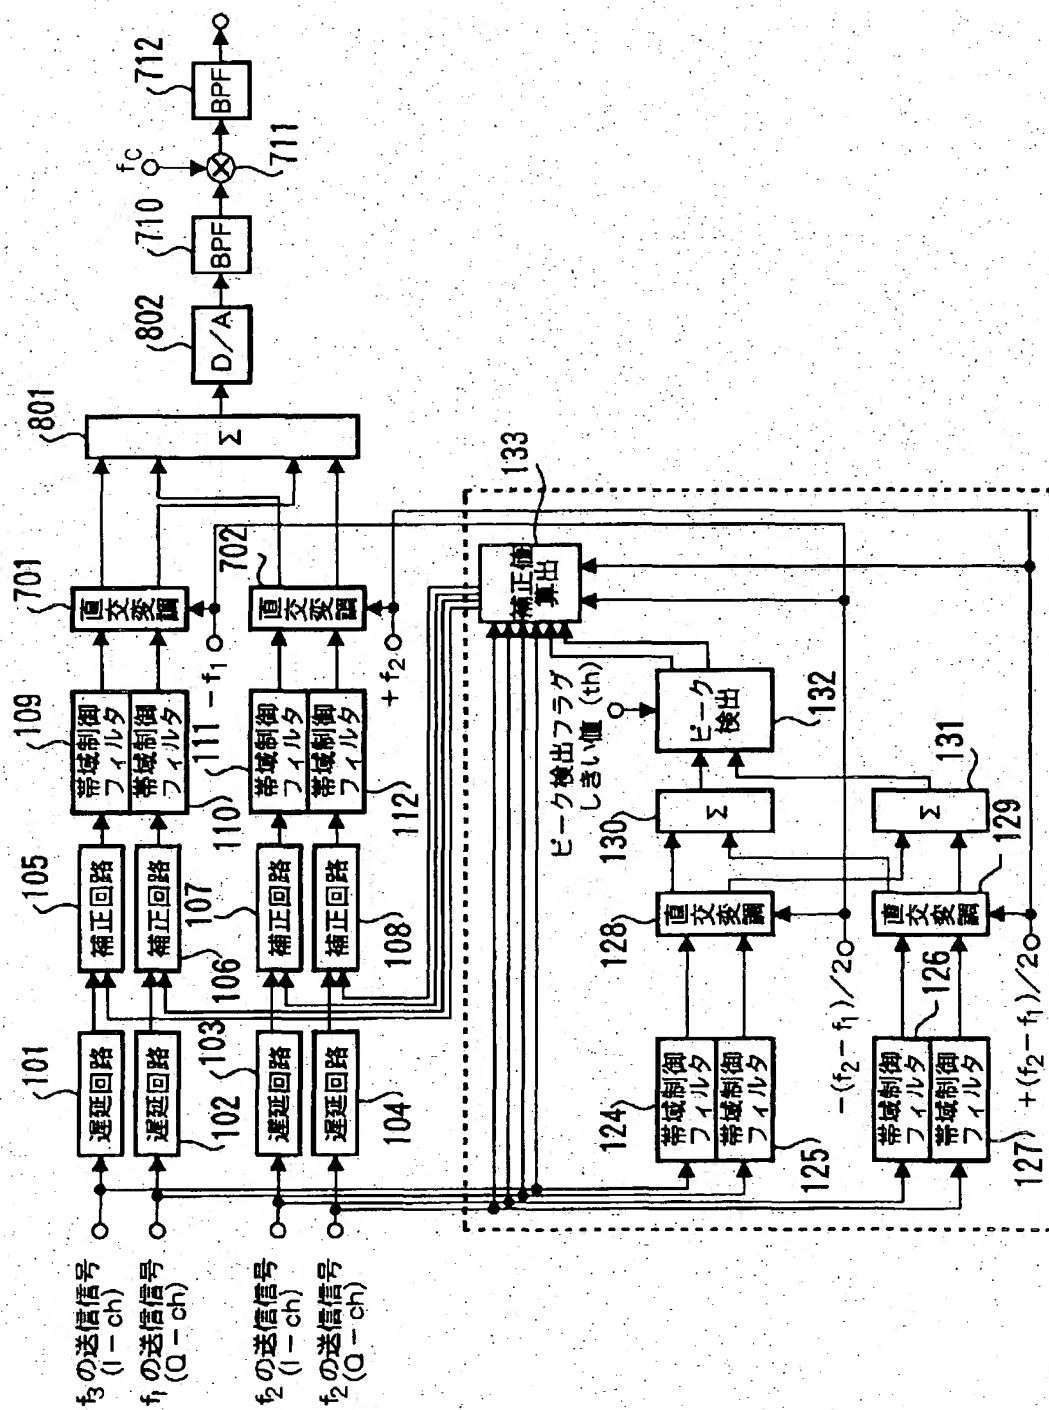 f3 の送信信号
(I-ch)
f1 の送信信号
(Q-ch)
f2 の送信信号
(I-ch)
f2 の送信信号
(Q-ch)
101
遅延回路
遅延回路
102
103
遅延回路
遅延回路
104
105
補正回路
補正回路
106
107
補正回路
補正回路
108
109
帯域制御
フィルタ
帯域制御
フィルタ
110
111
帯域制御
フィルタ
帯域制御
フィルタ
112
701
直交変調
-f1
702
直交変調
+f2
801
Σ
802
D/A
710
BPF
fC
711
712
BPF
124
帯域制御
フィルタ
帯域制御
フィルタ
125
126
帯域制御
フィルタ
帯域制御
フィルタ
127
128
直交変調
-(f2-f1)/2
129
直交変調
+(f2-f1)/2
130
Σ
131
Σ
ピーク検出フラグ
しきい値 (th)
ピーク
検出
132
133
補正値
算出